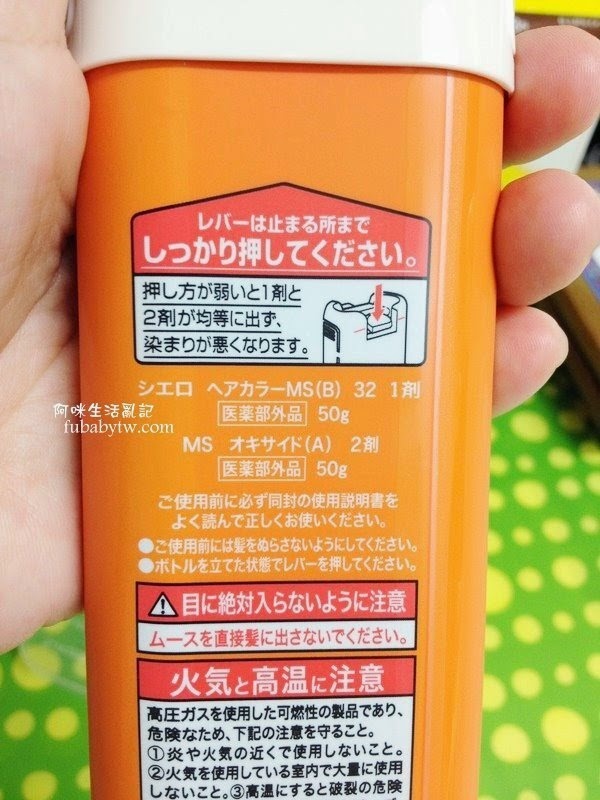 レバーは止まる所まで
しっかり押してください。
押し方が弱いと1剤と
2剤が均等に出ず、
染まりが悪くなります。
シエロ ヘアカラーMS(B) 32 1剤
医薬部外品 50g
MS オキサイド(A) 2剤
医薬部外品 50g
阿咪生活亂記
fubabytw.com
ご使用前に必ず同封の使用説明書を
よく読んで正しくお使いください。
●ご使用前には髪をぬらさないようにしてください。
●ボトルを立てた状態でレバーを押してください。
目に絶対入らないように注意
ムースを直接髪に出さないでください。
火気と高温に注意
高圧ガスを使用した可燃性の製品であり、
危険なため、下記の注意を守ること。
①炎や火気の近くで使用しないこと。
②火気を使用している室内で大量に使用
しないこと。③高温にすると破裂の危険